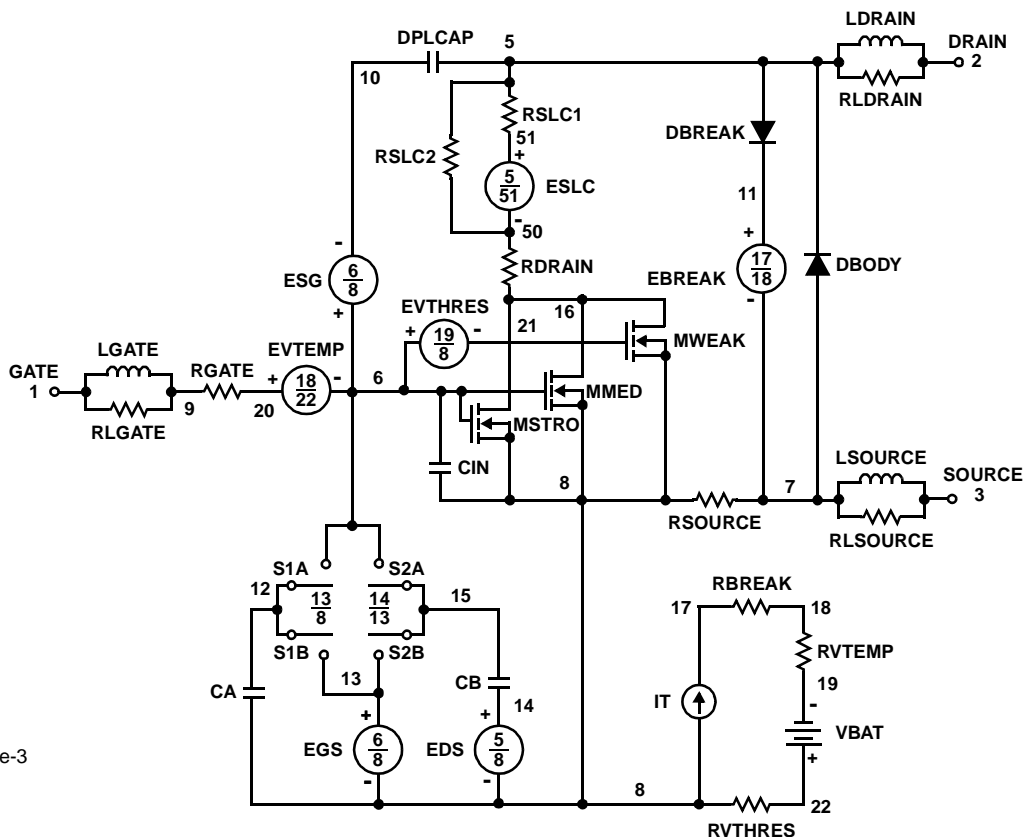 LDRAIN
DPLCAP 5 DRAIN
10 2
RSLC1 RLDRAIN
51 DBREAK
RSLC2 +
5
51
ESLC 11
-
50
- +
RDRAIN 17
18
DBODY
ESG 6
8
EBREAK
+ EVTHRES 16 -
+ 19
8
- 21 MWEAK
LGATE EVTEMP
GATE RGATE + 18
22
- 6 MMED
1 9 20 MSTRO
RLGATE
CIN LSOURCE
8 7 SOURCE
3
RSOURCE RLSOURCE
S1A S2A
12 13
8
14
13
15 RBREAK
17 18
S1B S2B RVTEMP
13 CB 19
CA 14 IT -
+ + VBAT
EGS 6
8
EDS 5
8
+
- - 8 22
RVTHRES
e-3